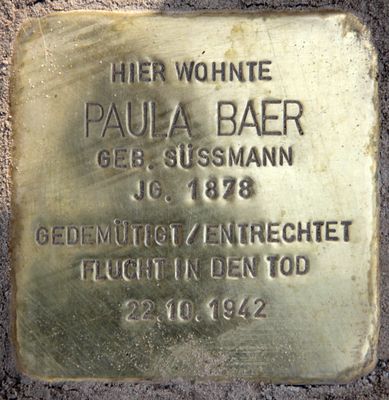 HIER WOHNTE
PAULA BAER
GEB. SÜSSMANN
JG. 1878
GEDEMÜTIGT/ENTRECHTET
FLUCHT IN DEN TOD
22.10.1942